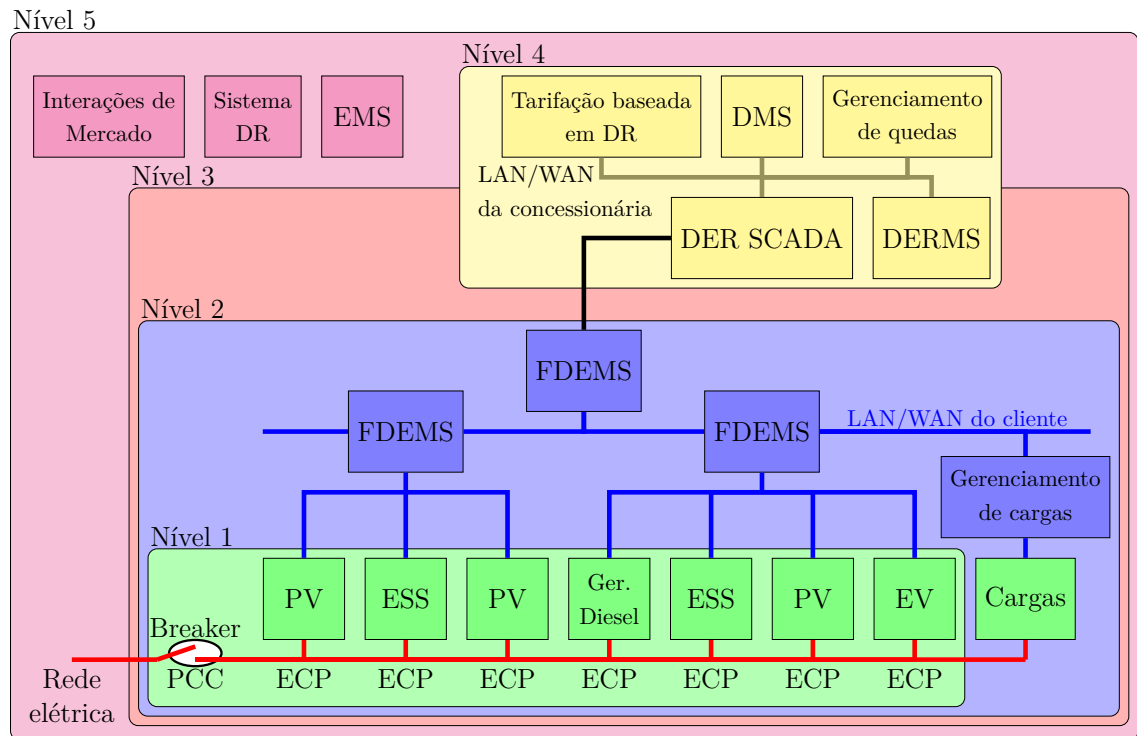 Nível 5
Nível 4
Interações de
Mercado
Sistema
DR
EMS
Tarifação baseada
em DR
DMS
Gerenciamento
de quedas
Nível 3
LAN/WAN
da concessionária
DER SCADA
DERMS
Nível 2
FDEMS
FDEMS
FDEMS
LAN/WAN do cliente
Gerenciamento
de cargas
Nível 1
PV
ESS
PV
Ger.
Diesel
ESS
PV
EV
Cargas
Breaker
Rede
elétrica
PCC
ECP
ECP
ECP
ECP
ECP
ECP
ECP